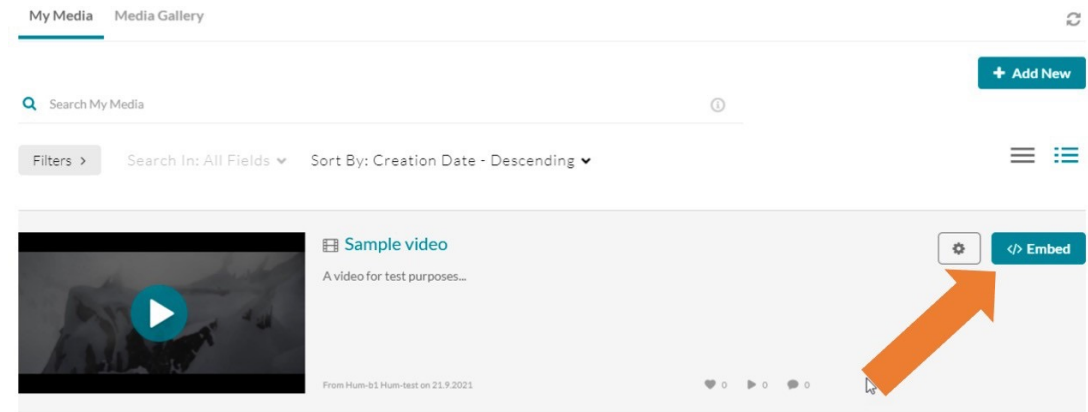 My Media Media Gallery
+ Add New
Search My Media
Filters > Search In: All Fields Sort By: Creation Date - Descending
Sample video
</> Embed
A video for test purposes...
From Hum-b1 Hum-test on 21.9.2021 0 0 0